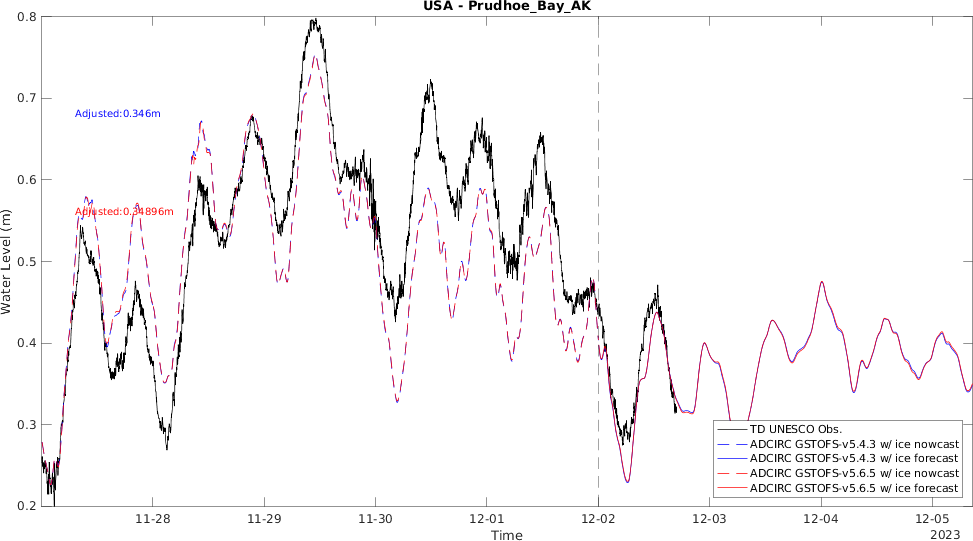 USA - Prudhoe_Bay_AK
0.8
0.7
0.6
0.5
0.4
0.3
0.2
Water Level (m)
Adjusted:0.346m
Adjusted:0.34896m
TD UNESCO Obs.
ADCIRC GSTOFS-v5.4.3 w/ ice nowcast
ADCIRC GSTOFS-v5.4.3 w/ ice forecast
ADCIRC GSTOFS-v5.6.5 w/ ice nowcast
ADCIRC GSTOFS-v5.6.5 w/ ice forecast
11-28 11-29 11-30 12-01 12-02 12-03 12-04 12-05
Time
2023